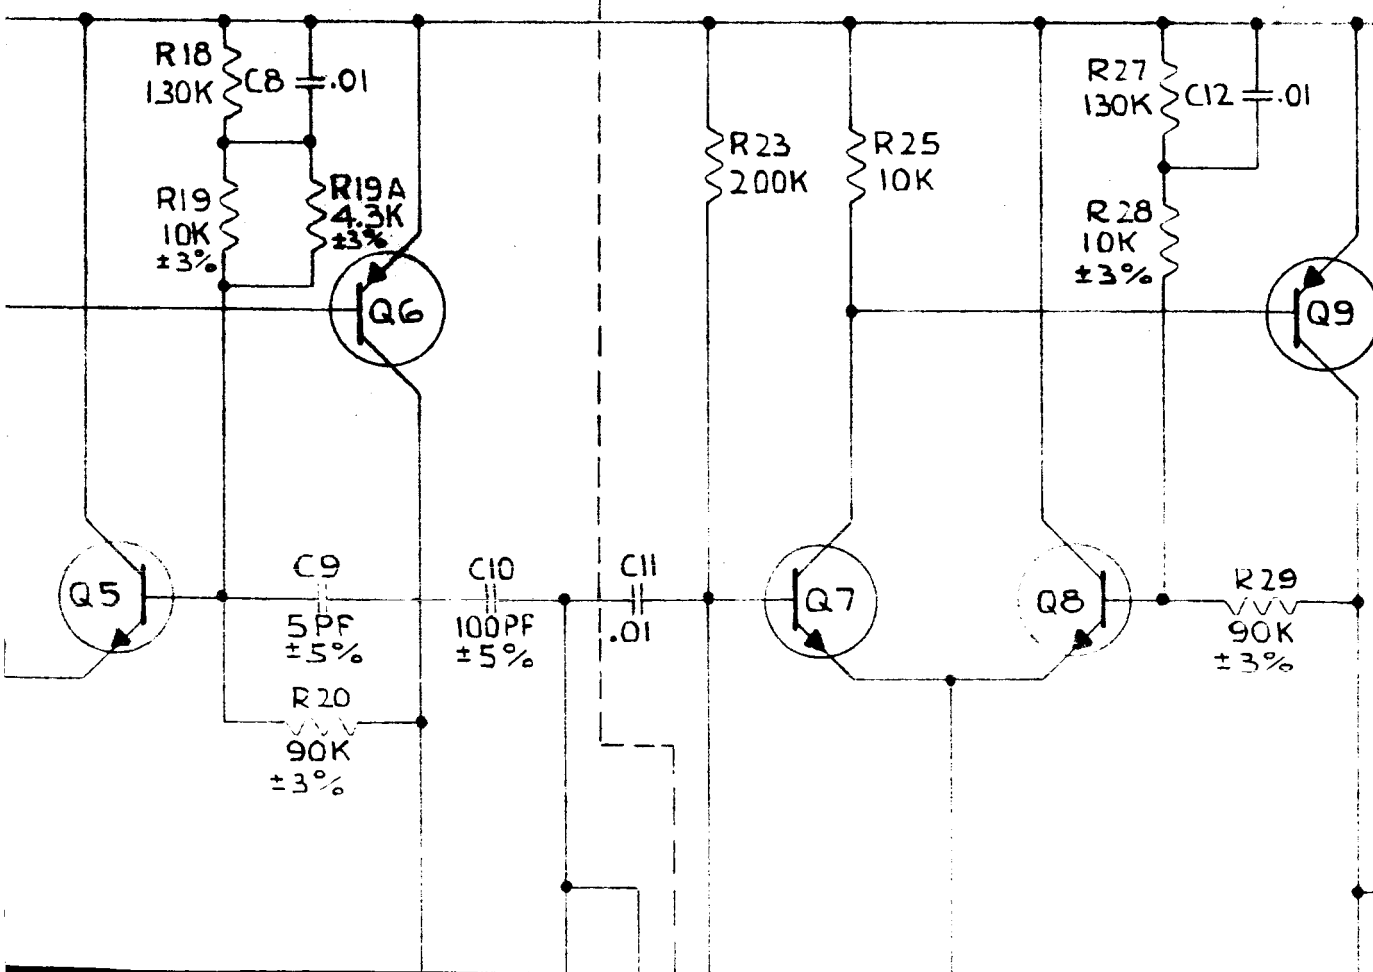 R18
130K
C8
.01
R19
10K
±3%
R19A
4.3K
±3%
Q6
R23
200K
R25
10K
R27
130K
C12
.01
R28
10K
±3%
Q9
Q5
C9
5PF
±5%
C10
100PF
±5%
C11
.01
Q7
Q8
R29
90K
±3%
R20
90K
±3%